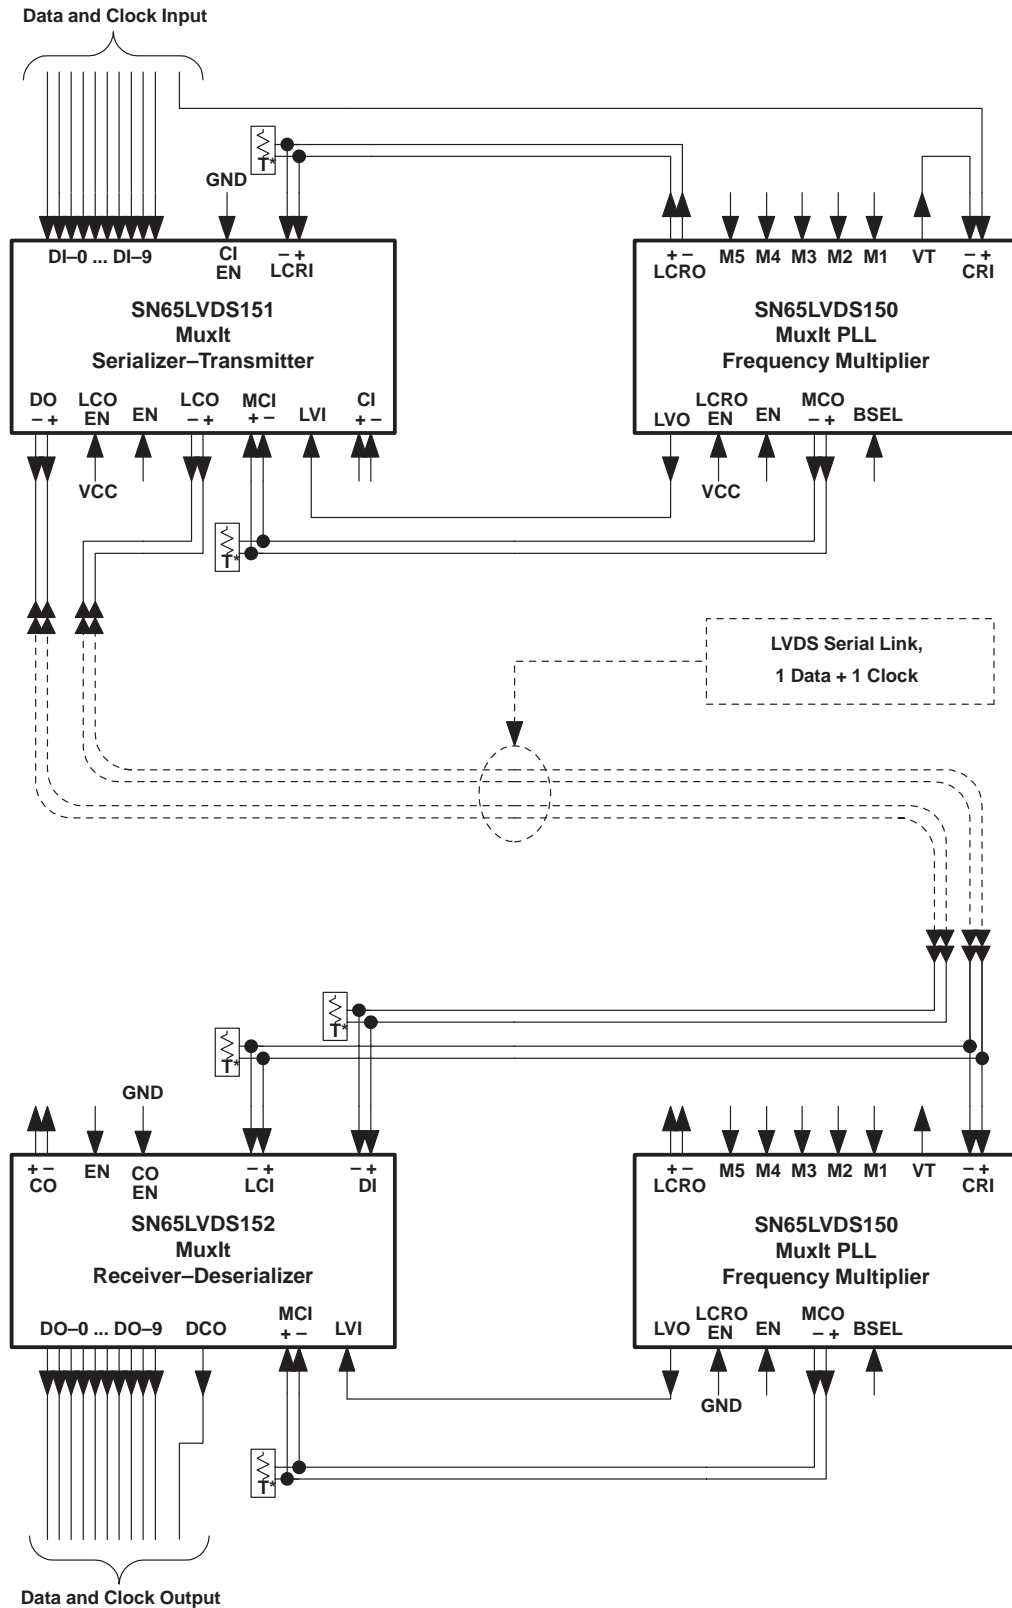 Data and Clock Input
T*
GND
DI–0 ... DI–9
CI
EN
– +
LCRI
SN65LVDS151
MuxIt
Serializer–Transmitter
DO
– +
LCO
EN
EN
LCO
– +
MCI
+ –
LVI
CI
+ –
VCC
+ –
LCRO
M5
M4
M3
M2
M1
VT
– +
CRI
SN65LVDS150
MuxIt PLL
Frequency Multiplier
LVO
LCRO
EN
EN
MCO
– +
BSEL
VCC
T*
LVDS Serial Link,
1 Data + 1 Clock
T*
T*
GND
+ –
CO
EN
CO
EN
– +
LCI
– +
DI
SN65LVDS152
MuxIt
Receiver–Deserializer
DO–0 ... DO–9
DCO
MCI
+ –
LVI
+ –
LCRO
M5
M4
M3
M2
M1
VT
– +
CRI
SN65LVDS150
MuxIt PLL
Frequency Multiplier
LVO
LCRO
EN
EN
MCO
– +
BSEL
GND
T*
Data and Clock Output